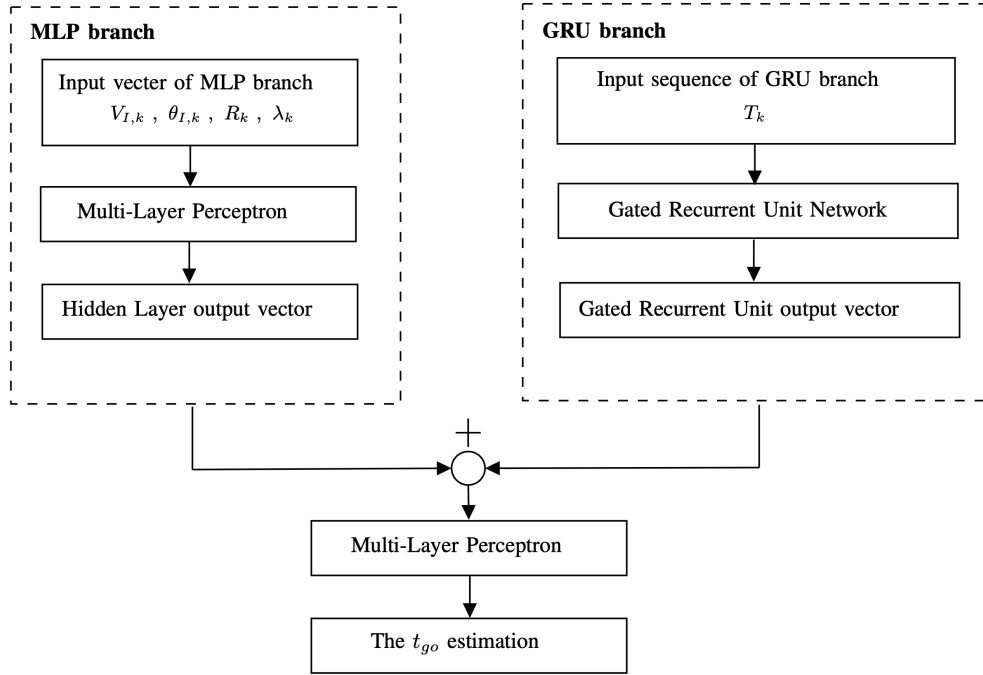 MLP branch
Input vecter of MLP branch
V_{I,k} , θ_{I,k} , R_k , λ_k
Multi-Layer Perceptron
Hidden Layer output vector
GRU branch
Input sequence of GRU branch
T_k
Gated Recurrent Unit Network
Gated Recurrent Unit output vector
+
Multi-Layer Perceptron
The t_{go} estimation